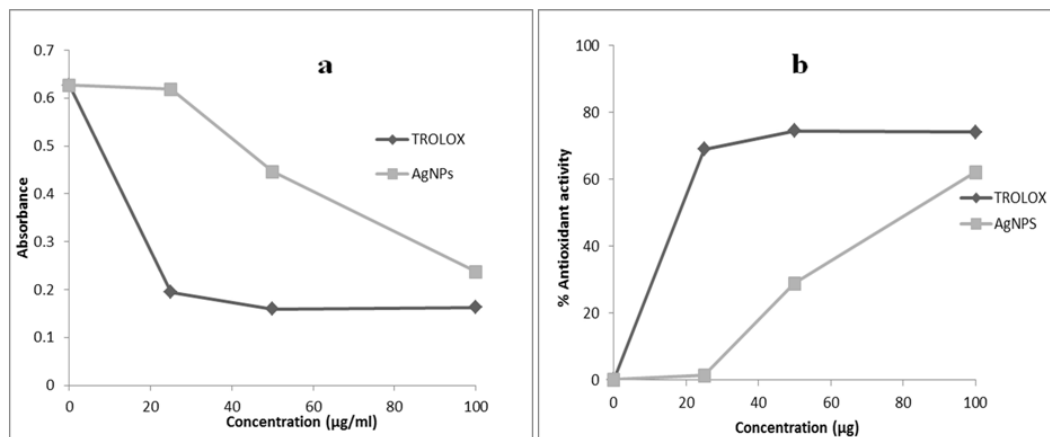 a
0.7
0.6
0.5
0.4
0.3
0.2
0.1
0
Absorbance
TROLOX
AgNPs
0 20 40 60 80 100
Concentration (µg/ml)
b
100
80
60
40
20
0
% Antioxidant activity
TROLOX
AgNPS
0 20 40 60 80 100
Concentration (µg)